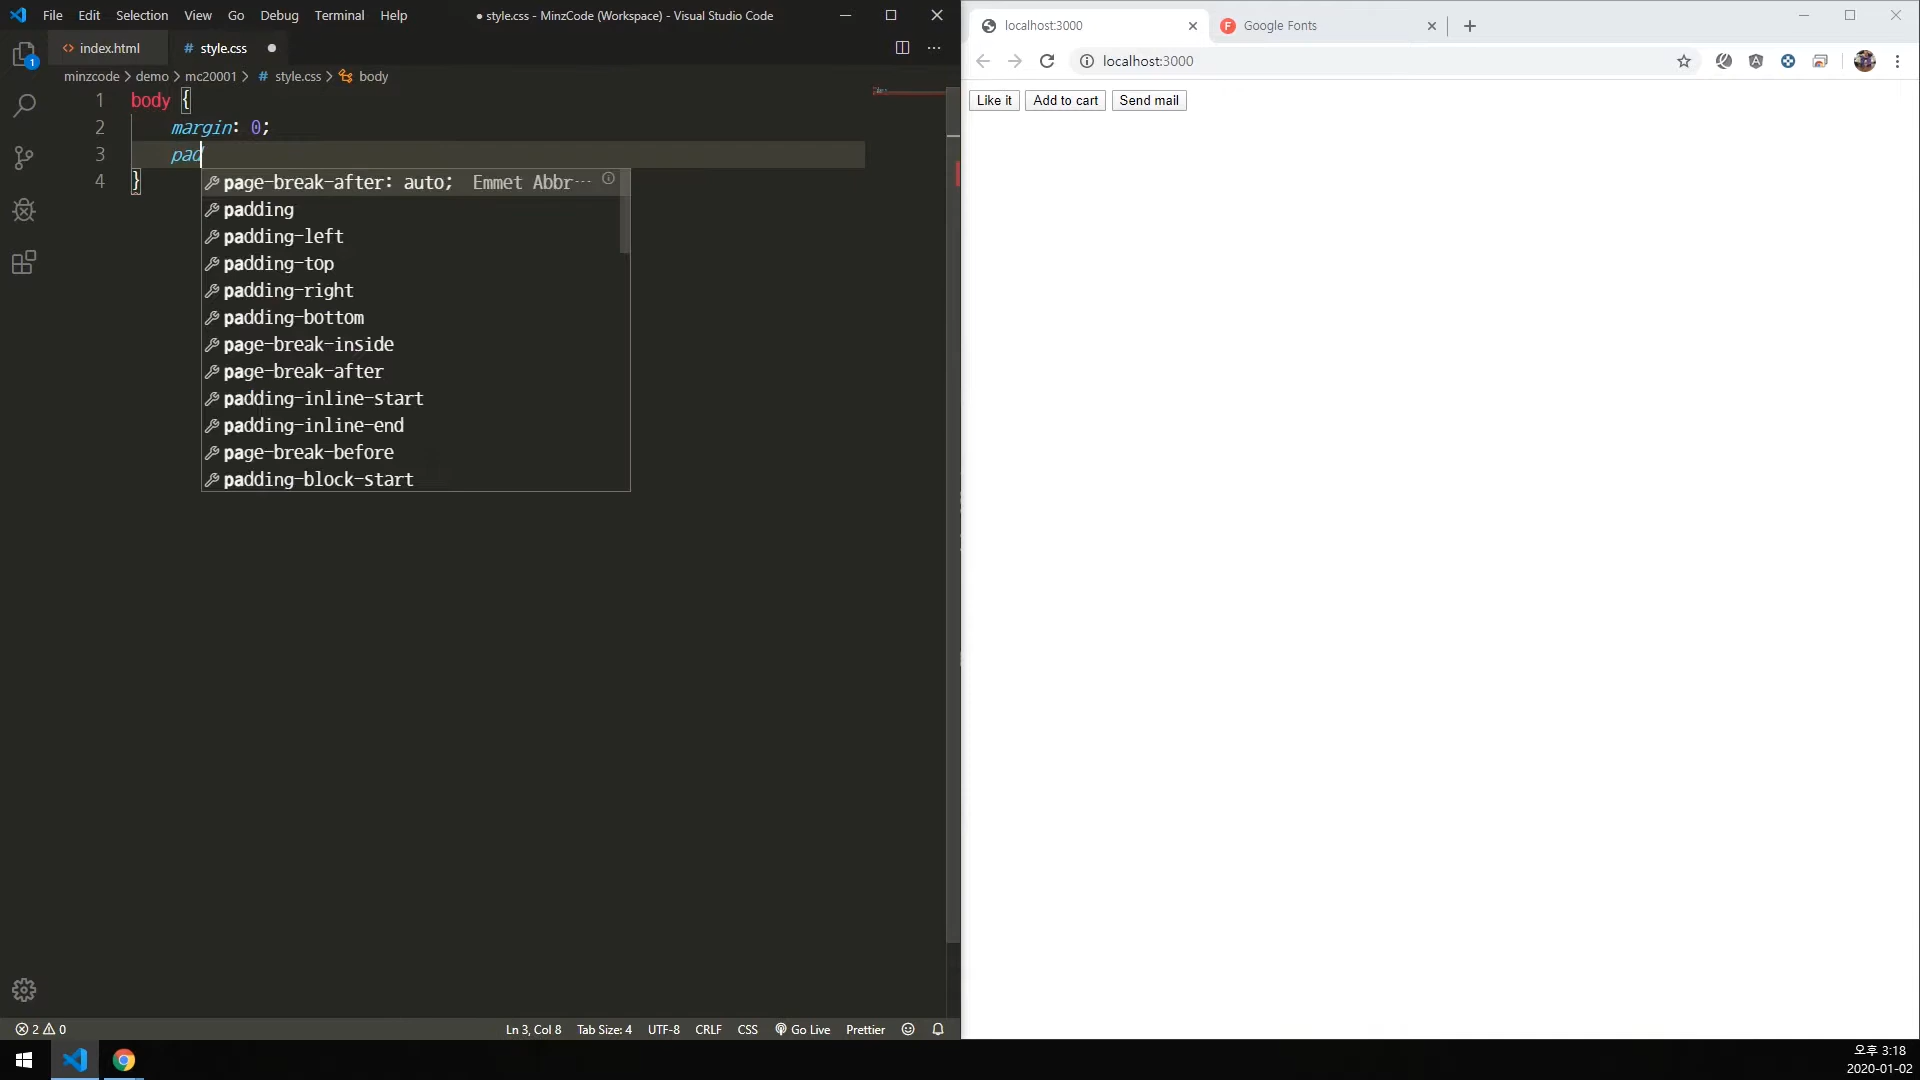 File Edit Selection View Go Debug Terminal Help
● style.css - MinzCode (Workspace) - Visual Studio Code
index.html
# style.css ●
minzcode > demo > mc20001 > # style.css > body
1 body {
2 margin: 0;
3 pad
4 }
page-break-after: auto; Emmet Abbr···
padding
padding-left
padding-top
padding-right
padding-bottom
page-break-inside
page-break-after
padding-inline-start
padding-inline-end
page-break-before
padding-block-start
1
2 0
Ln 3, Col 8 Tab Size: 4 UTF-8 CRLF CSS Go Live Prettier
localhost:3000
F Google Fonts
localhost:3000
Like it Add to cart Send mail
오후 3:18
2020-01-02